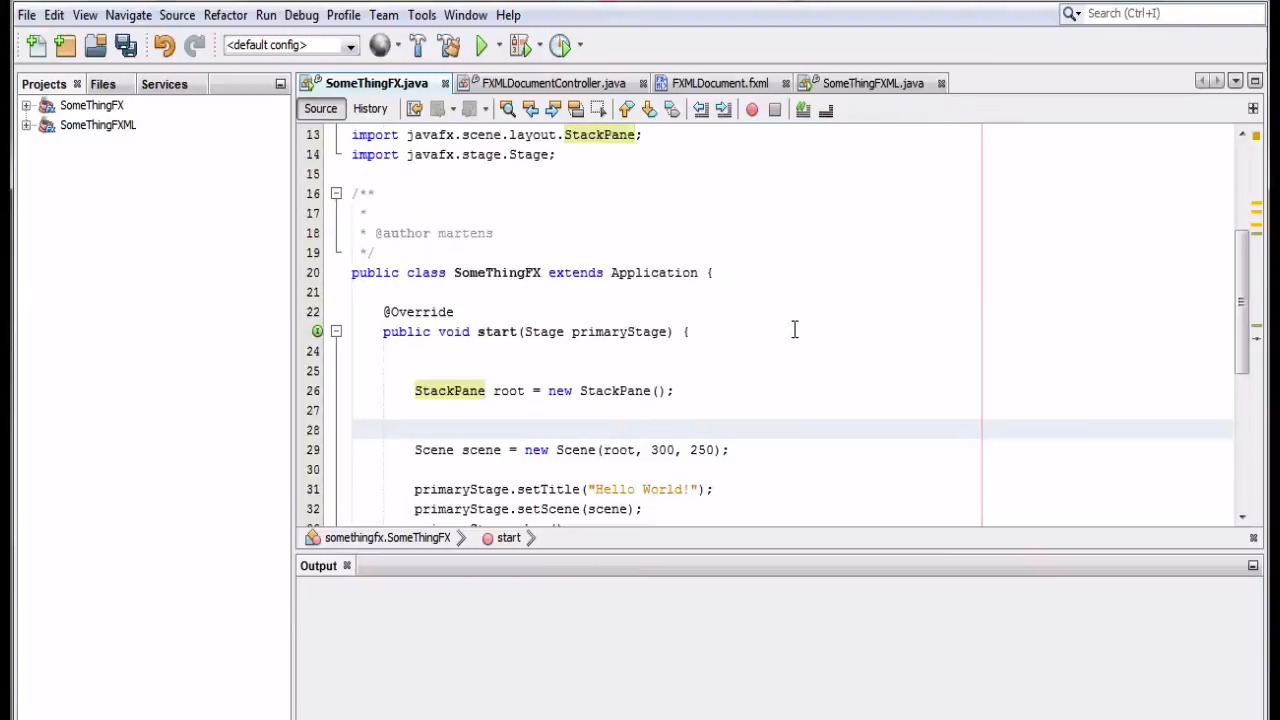 File Edit View Navigate Source Refactor Run Debug Profile Team Tools Window Help Search (Ctrl+I)
<default config>
Projects Files Services
SomeThingFX.java FXMLDocumentController.java FXMLDocument.fxml SomeThingFXML.java
Source History
SomeThingFX
SomeThingFXML
13 import javafx.scene.layout.StackPane;
14 import javafx.stage.Stage;
15
16 /**
17 *
18 * @author martens
19 */
20 public class SomeThingFX extends Application {
21
22 @Override
public void start(Stage primaryStage) {
24
25
26 StackPane root = new StackPane();
27
28
29 Scene scene = new Scene(root, 300, 250);
30
31 primaryStage.setTitle("Hello World!");
32 primaryStage.setScene(scene);
somethingfx.SomeThingFX start
Output